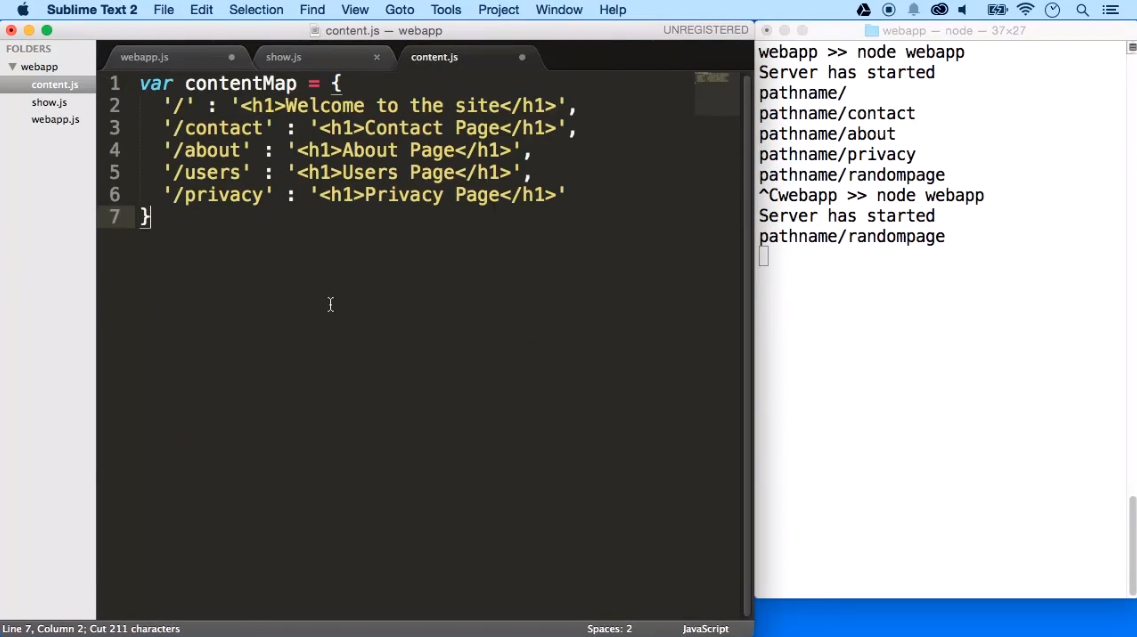 Sublime Text 2 File Edit Selection Find View Goto Tools Project Window Help
content.js — webapp UNREGISTERED
webapp — node — 37×27
FOLDERS
webapp
content.js
show.js
webapp.js
webapp.js show.js × content.js
1 var contentMap = {
2 '/' : '<h1>Welcome to the site</h1>',
3 '/contact' : '<h1>Contact Page</h1>',
4 '/about' : '<h1>About Page</h1>',
5 '/users' : '<h1>Users Page</h1>',
6 '/privacy' : '<h1>Privacy Page</h1>'
7 }
webapp >> node webapp
Server has started
pathname/
pathname/contact
pathname/about
pathname/privacy
pathname/randompage
^Cwebapp >> node webapp
Server has started
pathname/randompage
Line 7, Column 2; Cut 211 characters Spaces: 2 JavaScript